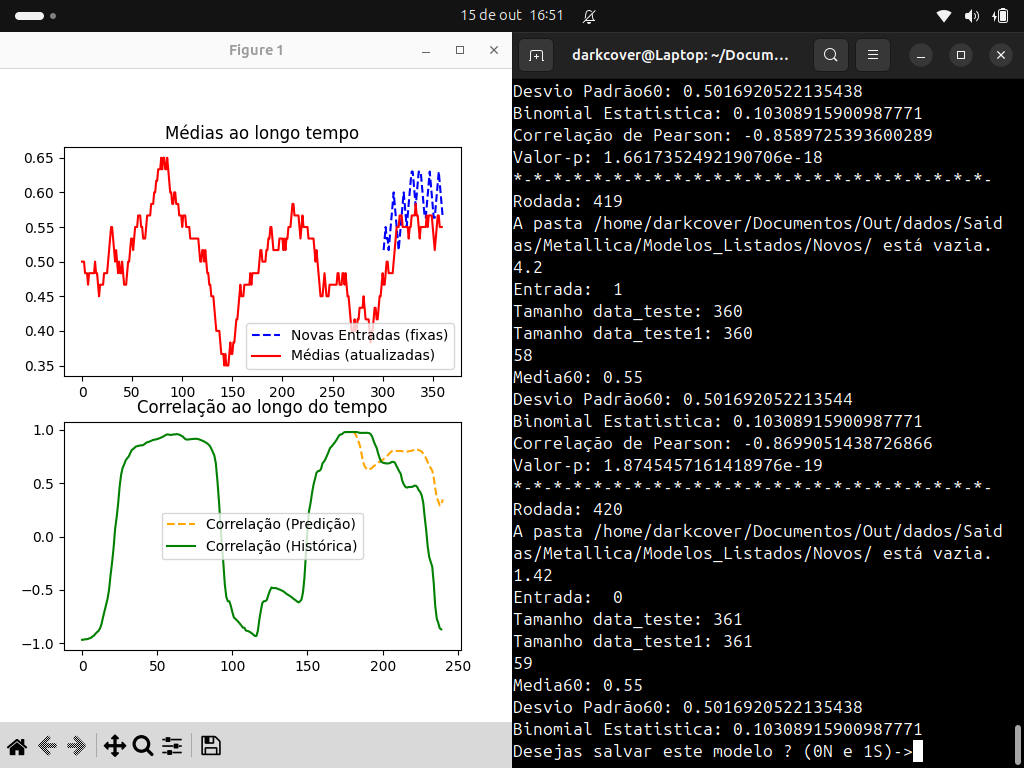 15 de out 16:51
Figure 1
Médias ao longo tempo
0.65
0.60
0.55
0.50
0.45
0.40
0.35
Novas Entradas (fixas)
Médias (atualizadas)
0 50 100 150 200 250 300 350
Correlação ao longo do tempo
1.0
0.5
0.0
−0.5
−1.0
Correlação (Predição)
Correlação (Histórica)
0 50 100 150 200 250
darkcover@Laptop: ~/Docum...
Desvio Padrão60: 0.5016920522135438
Binomial Estatistica: 0.10308915900987771
Correlação de Pearson: -0.8589725393600289
Valor-p: 1.6617352492190706e-18
*-*-*-*-*-*-*-*-*-*-*-*-*-*-*-*-*-*-*-*-*-*-*-*-
Rodada: 419
A pasta /home/darkcover/Documentos/Out/dados/Said
as/Metallica/Modelos_Listados/Novos/ está vazia.
4.2
Entrada:  1
Tamanho data_teste: 360
Tamanho data_teste1: 360
58
Media60: 0.55
Desvio Padrão60: 0.501692052213544
Binomial Estatistica: 0.10308915900987771
Correlação de Pearson: -0.8699051438726866
Valor-p: 1.8745457161418976e-19
*-*-*-*-*-*-*-*-*-*-*-*-*-*-*-*-*-*-*-*-*-*-*-*-
Rodada: 420
A pasta /home/darkcover/Documentos/Out/dados/Said
as/Metallica/Modelos_Listados/Novos/ está vazia.
1.42
Entrada:  0
Tamanho data_teste: 361
Tamanho data_teste1: 361
59
Media60: 0.55
Desvio Padrão60: 0.5016920522135438
Binomial Estatistica: 0.10308915900987771
Desejas salvar este modelo ? (0N e 1S)->